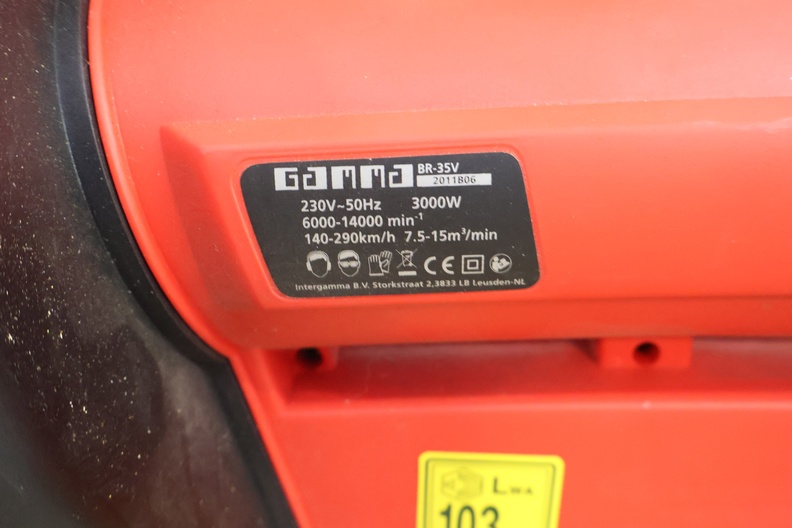 GAMMA BR-35V
2011806
230V~50Hz 3000W
6000-14000 min⁻¹
140-290km/h 7.5-15m³/min
CE
Intergamma B.V. Storkstraat 2,3833 LB Leusden-NL
LWA
103